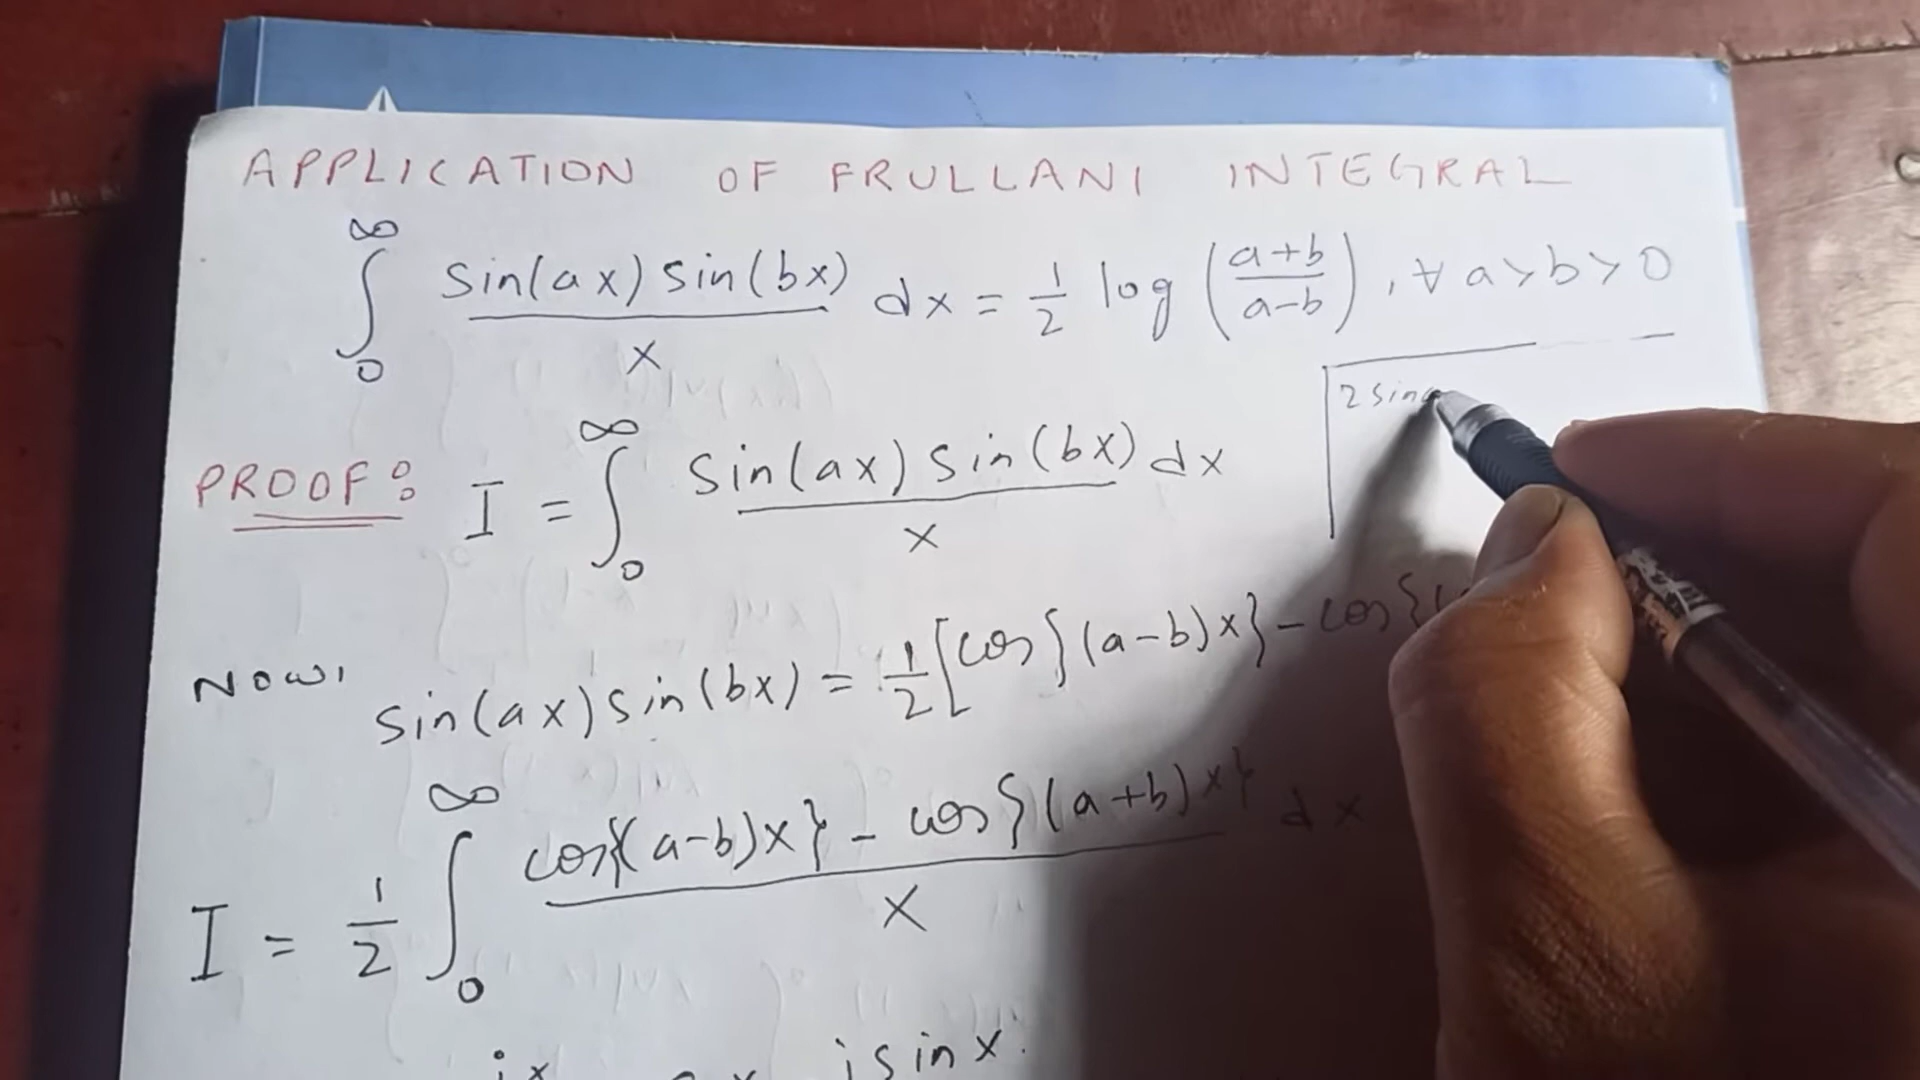 APPLICATION OF FRULLANI INTEGRAL
∫₀^∞ sin(ax) sin(bx) / x dx = 1/2 log ((a+b)/(a-b)), ∀ a>b>0
2 sin
PROOF: I = ∫₀^∞ sin(ax) sin(bx) / x dx
Now, sin(ax) sin(bx) = 1/2 [cos{(a-b)x} - cos{(
I = 1/2 ∫₀^∞ cos{(a-b)x} - cos{(a+b)x} / x dx
i sin x.